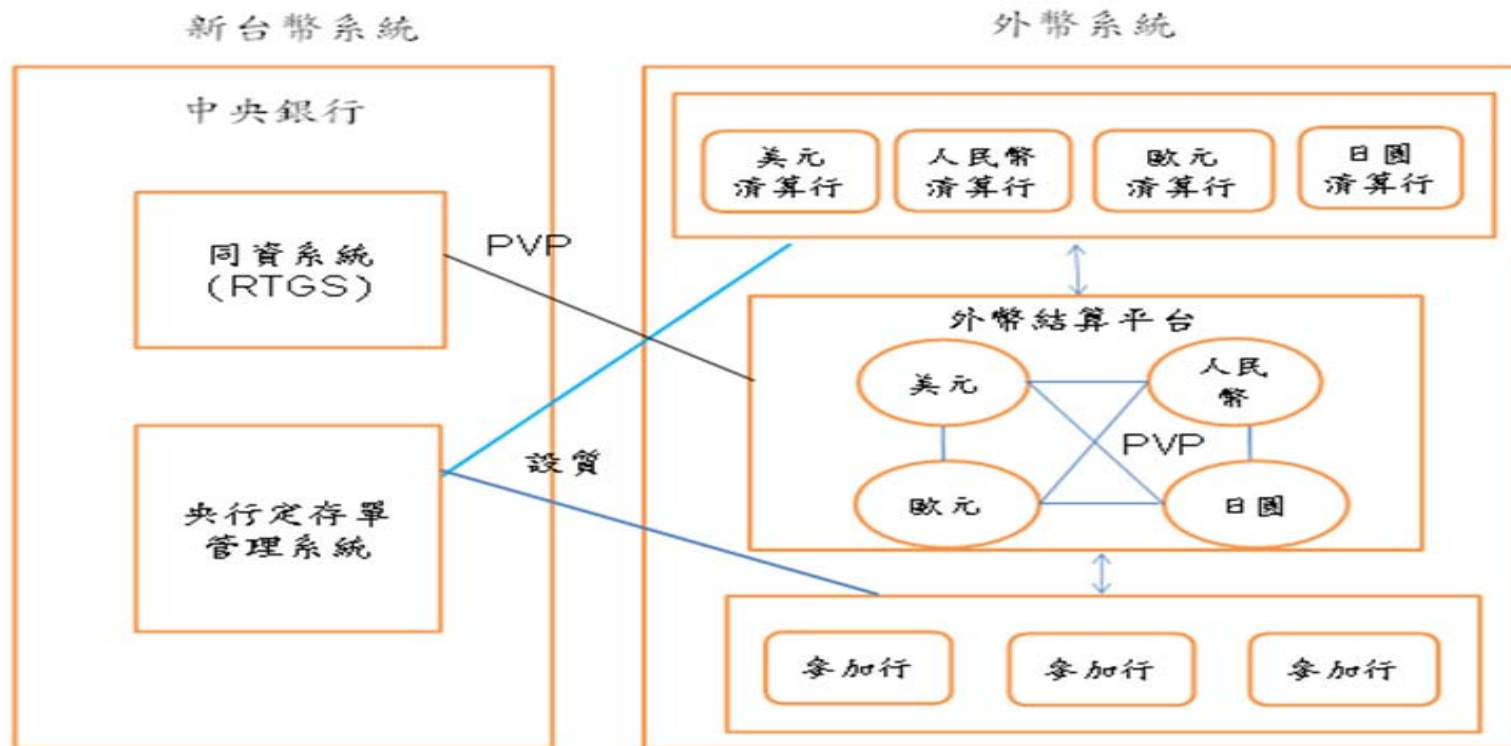 新台幣系統
外幣系統
中央銀行
美元
清算行
人民幣
清算行
歐元
清算行
日圓
清算行
同資系統
(RTGS)
PVP
外幣結算平台
美元
人民
幣
PVP
歐元
日圓
設質
央行定存單
管理系統
參加行
參加行
參加行